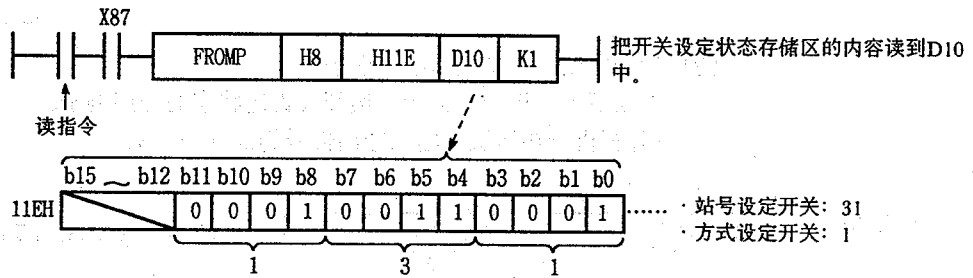 X87
FROMP H8 H11E D10 K1
把开关设定状态存储区的内容读到D10
中。
读指令
b15 ~ b12 b11 b10 b9 b8 b7 b6 b5 b4 b3 b2 b1 b0
11EH 0 0 0 1 0 0 1 1 0 0 0 1 …… · 站号设定开关: 31
· 方式设定开关: 1
1 3 1